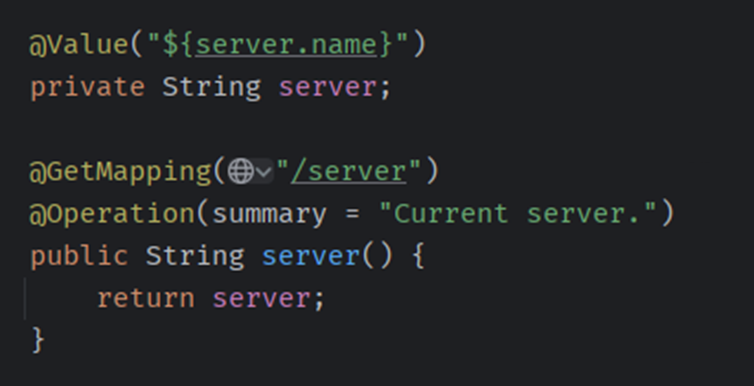 @Value("${server.name}")
private String server;
@GetMapping("/server")
@Operation(summary = "Current server.")
public String server() {
return server;
}